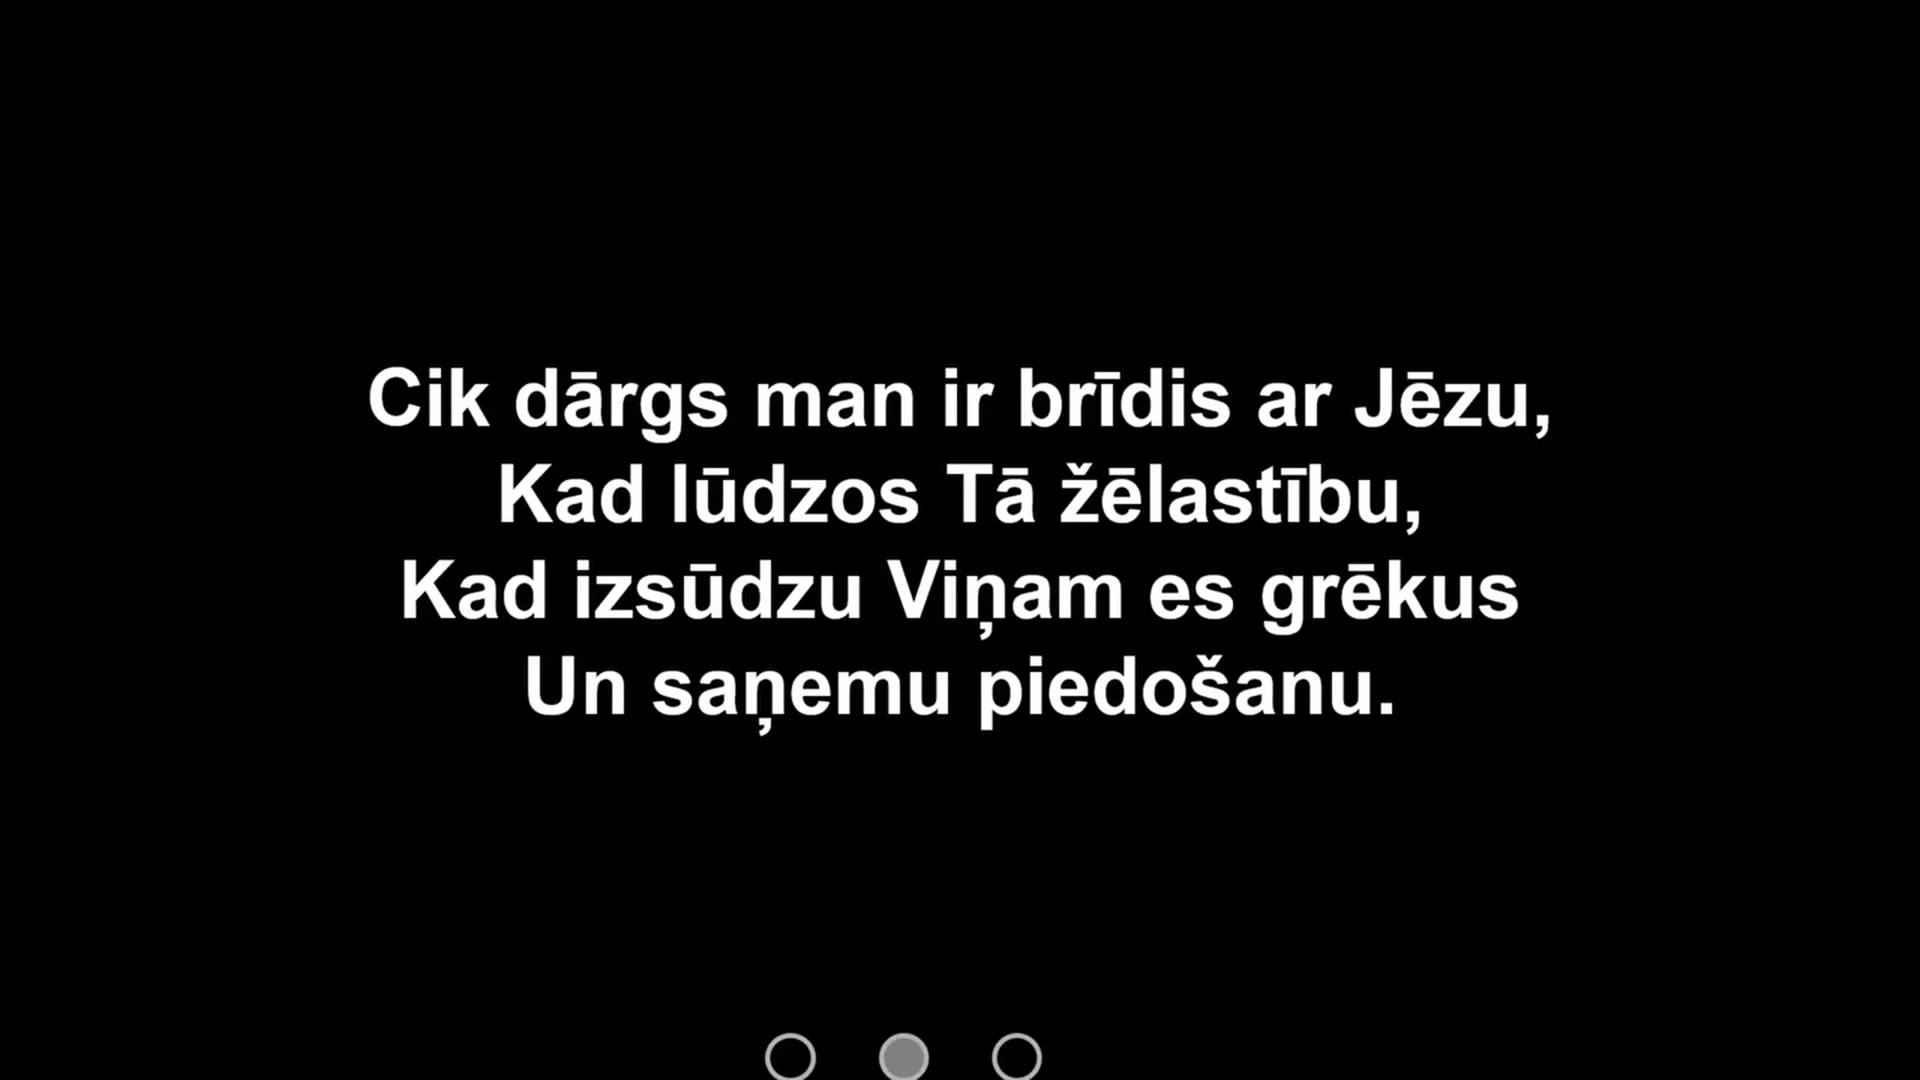 Cik dārgs man ir brīdis ar Jēzu,
Kad lūdzos Tā žēlastību,
Kad izsūdzu Viņam es grēkus
Un saņemu piedošanu.